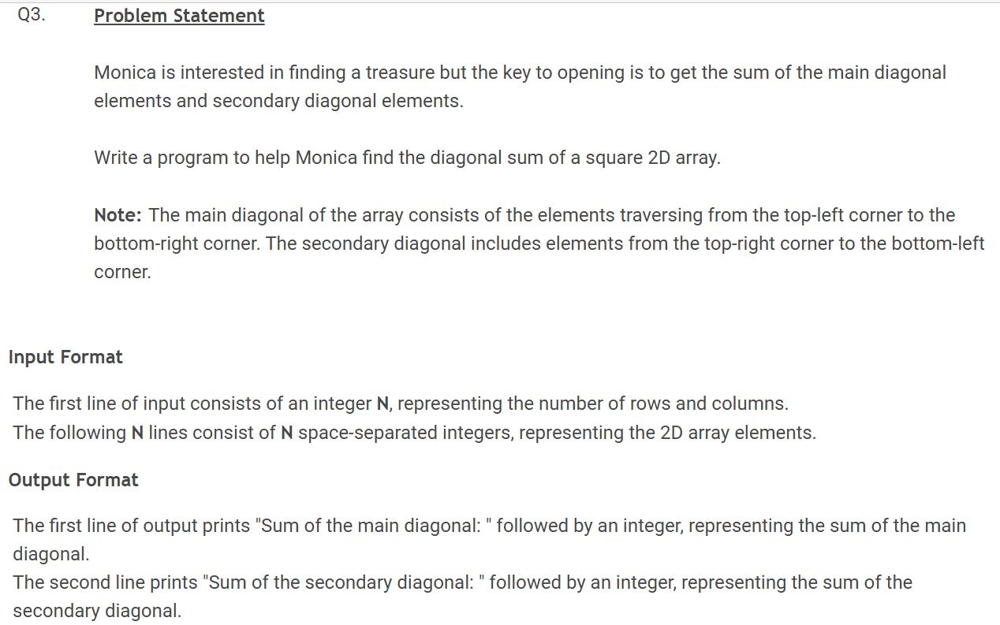 Q3. Problem Statement
Monica is interested in finding a treasure but the key to opening is to get the sum of the main diagonal
elements and secondary diagonal elements.
Write a program to help Monica find the diagonal sum of a square 2D array.
Note: The main diagonal of the array consists of the elements traversing from the top-left corner to the
bottom-right corner. The secondary diagonal includes elements from the top-right corner to the bottom-left
corner.
Input Format
The first line of input consists of an integer N, representing the number of rows and columns.
The following N lines consist of N space-separated integers, representing the 2D array elements.
Output Format
The first line of output prints "Sum of the main diagonal: " followed by an integer, representing the sum of the main
diagonal.
The second line prints "Sum of the secondary diagonal: " followed by an integer, representing the sum of the
secondary diagonal.